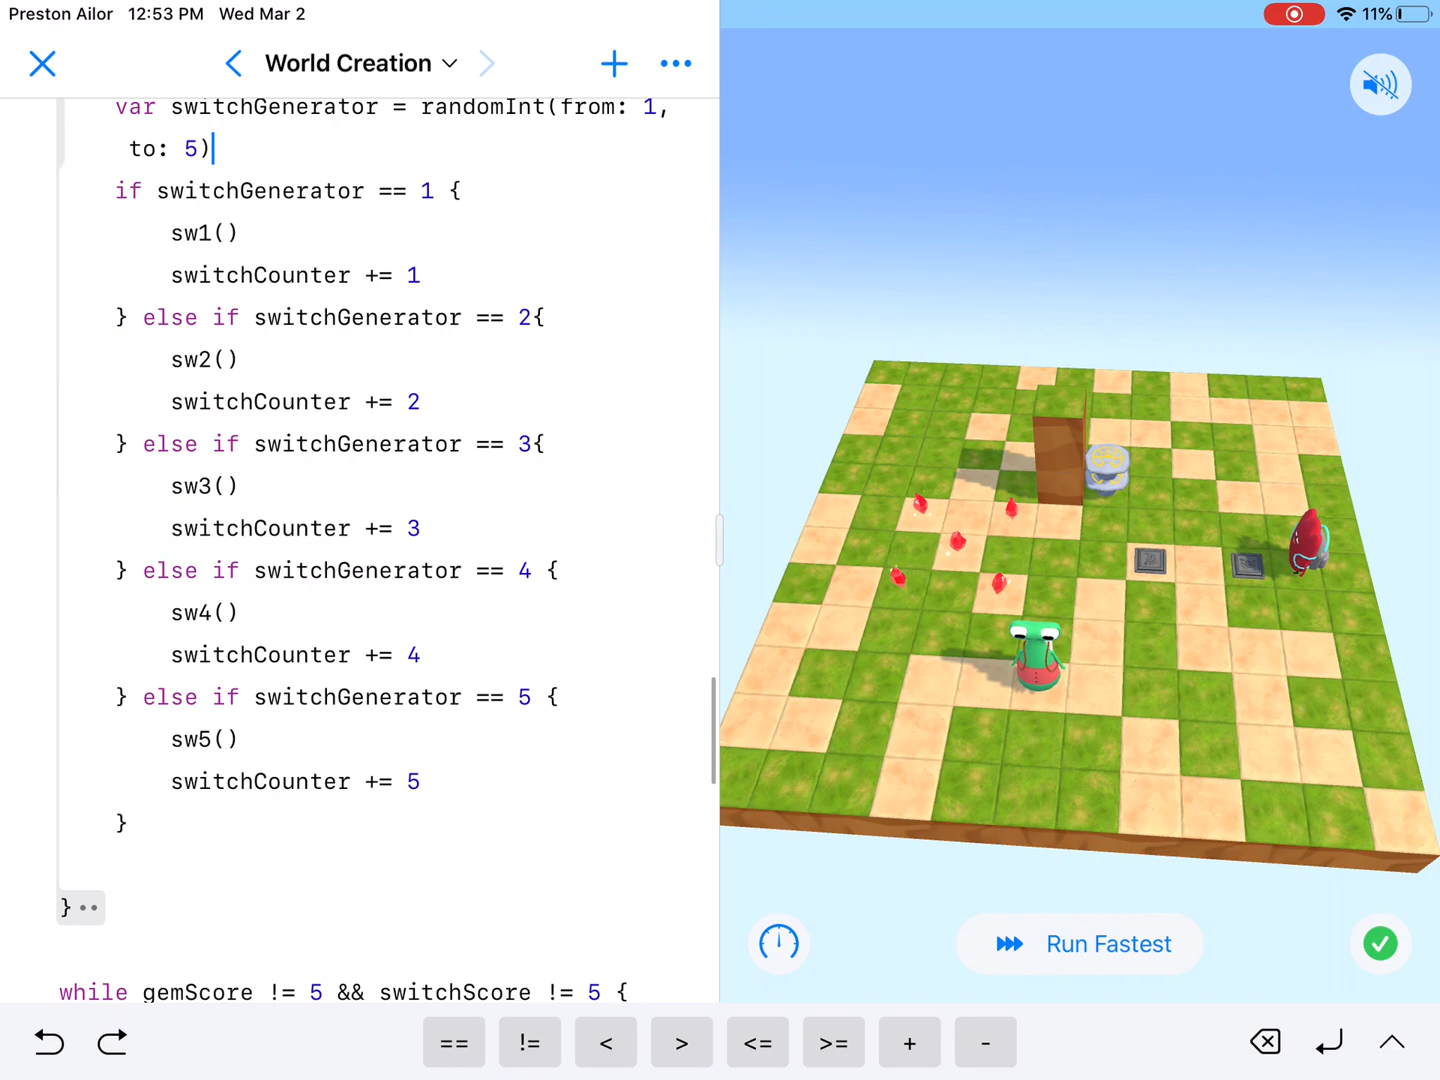 Preston Ailor 12:53 PM Wed Mar 2
11%
World Creation
var switchGenerator = randomInt(from: 1,
to: 5)
if switchGenerator == 1 {
sw1()
switchCounter += 1
} else if switchGenerator == 2{
sw2()
switchCounter += 2
} else if switchGenerator == 3{
sw3()
switchCounter += 3
} else if switchGenerator == 4 {
sw4()
switchCounter += 4
} else if switchGenerator == 5 {
sw5()
switchCounter += 5
}
}
while gemScore != 5 && switchScore != 5 {
Run Fastest
== != < > <= >= + -